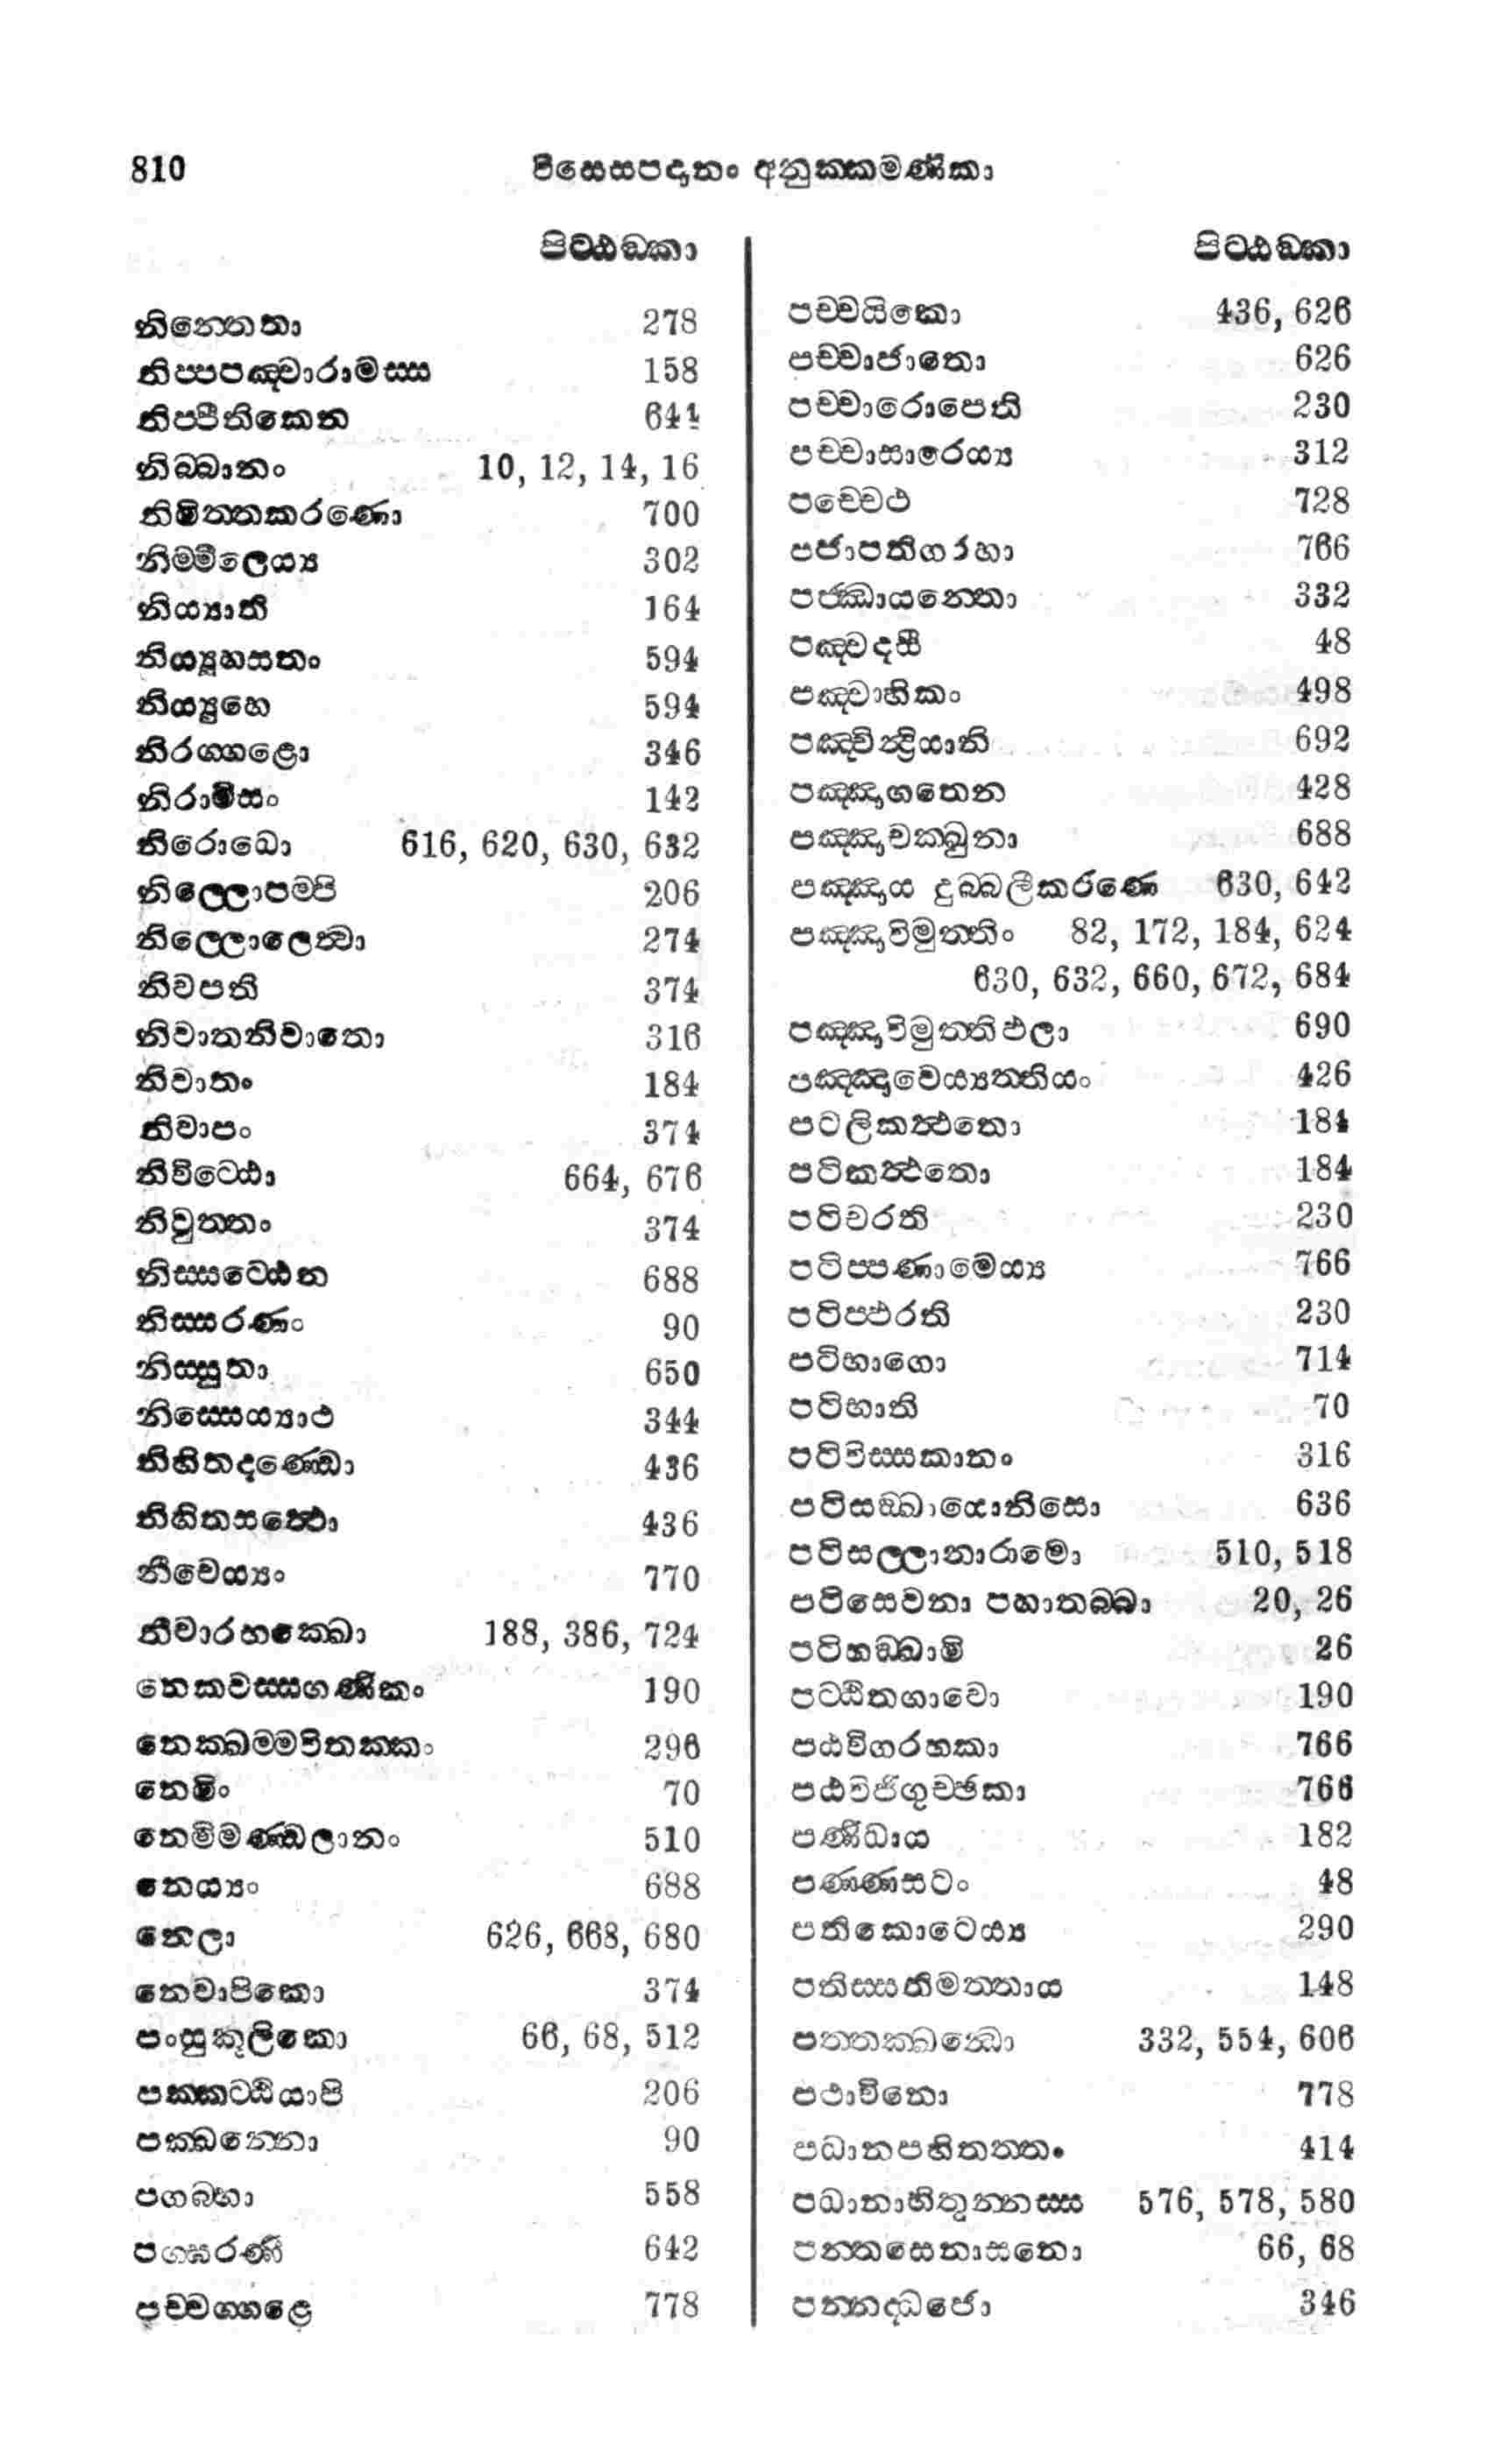 810 විසෙසපදානං අනුක්කමණිකා
පිට්ඨඞ්කා
නින්නෙතා 278
නිප්පපඤ්චාරාමස්ස 158
නිප්පීතිකෙන 644
නිබ්බානං 10, 12, 14, 16
නිමිත්තකරණො 700
නිම්මීලෙය්‍ය 302
නිය්‍යාති 164
නිය්‍යූහසතං 594
නිය්‍යුහෙ 594
නිරග්ගළො 346
නිරාමිසං 142
නිරොධො 616, 620, 630, 632
නිල්ලොපම්පි 206
නිල්ලොලෙත්‍වා 274
නිවපති 374
නිවාතනිවාතො 316
නිවාතං 184
නිවාපං 374
නිවිට්ඨො 664, 676
නිවුත්තං 374
නිස්සට්ඨෙන 688
නිස්සරණං 90
නිස්සුතා 650
නිස්සෙය්‍යාථ 344
නිහිතදණ්ඩො 436
නිහිතසත්‍ථො 436
නීචෙය්‍යං 770
නීවාරභක්ඛො 188, 386, 724
නෙකවස්සගණිකං 190
නෙක්ඛම්මවිතක්කං 296
නෙමිං 70
නෙමිමණ්ඩලානං 510
නෙය්‍යං 688
නෙලා 626, 668, 680
නෙවාපිකො 374
පංසුකූලිකො 66, 68, 512
පක්කට්ඨියාපි 206
පක්ඛන්නො 90
පගබ්භා 558
පග්ඝරණී 642
පච්චග්ගළෙ 778
පිට්ඨඞ්කා
පච්චයිකො 436, 626
පච්චාජාතො 626
පච්චාරොපෙති 230
පච්චාසාරෙය්‍ය 312
පච්චෙථ 728
පජාපතිගරහා 766
පජ්ඣායන්තො 332
පඤ්චදසී 48
පඤ්චාහිකං 498
පඤ්චින්‍ද්‍රියානි 692
පඤ්ඤාගතෙන 428
පඤ්ඤාචක්ඛුනා 688
පඤ්ඤාය දුබ්බලීකරණෙ 630, 642
පඤ්ඤාවිමුත්තිං 82, 172, 184, 624
630, 632, 660, 672, 684
පඤ්ඤාවිමුත්තිඵලා 690
පඤ්ඤාවෙය්‍යත්තියං 426
පටලිකත්‍ථතො 184
පටිකත්‍ථතො 184
පටිචරති 230
පටිප්පණාමෙය්‍ය 766
පටිප්ඵරති 230
පටිභාගො 714
පටිභාති 70
පටිවිස්සකානං 316
පටිසඞ්ඛායොනිසො 636
පටිසල්ලානාරාමො 510, 518
පටිසෙවනා පහාතබ්බා 20, 26
පටිහඞ්ඛාමි 26
පට්ඨිතගාවො 190
පඨවිගරහකා 766
පඨවිජිගුච්ඡකා 766
පණිධාය 182
පණ්ණසටං 48
පතිකොටෙය්‍ය 290
පතිස්සතිමත්තාය 148
පත්තක්ඛන්‍ධො 332, 554, 606
පථාවිනො 778
පධානපහිතත්තං 414
පධානාභිතුන්නස්ස 576, 578, 580
පන්තසෙනාසනො 66, 68
පන්නද්ධජො 346